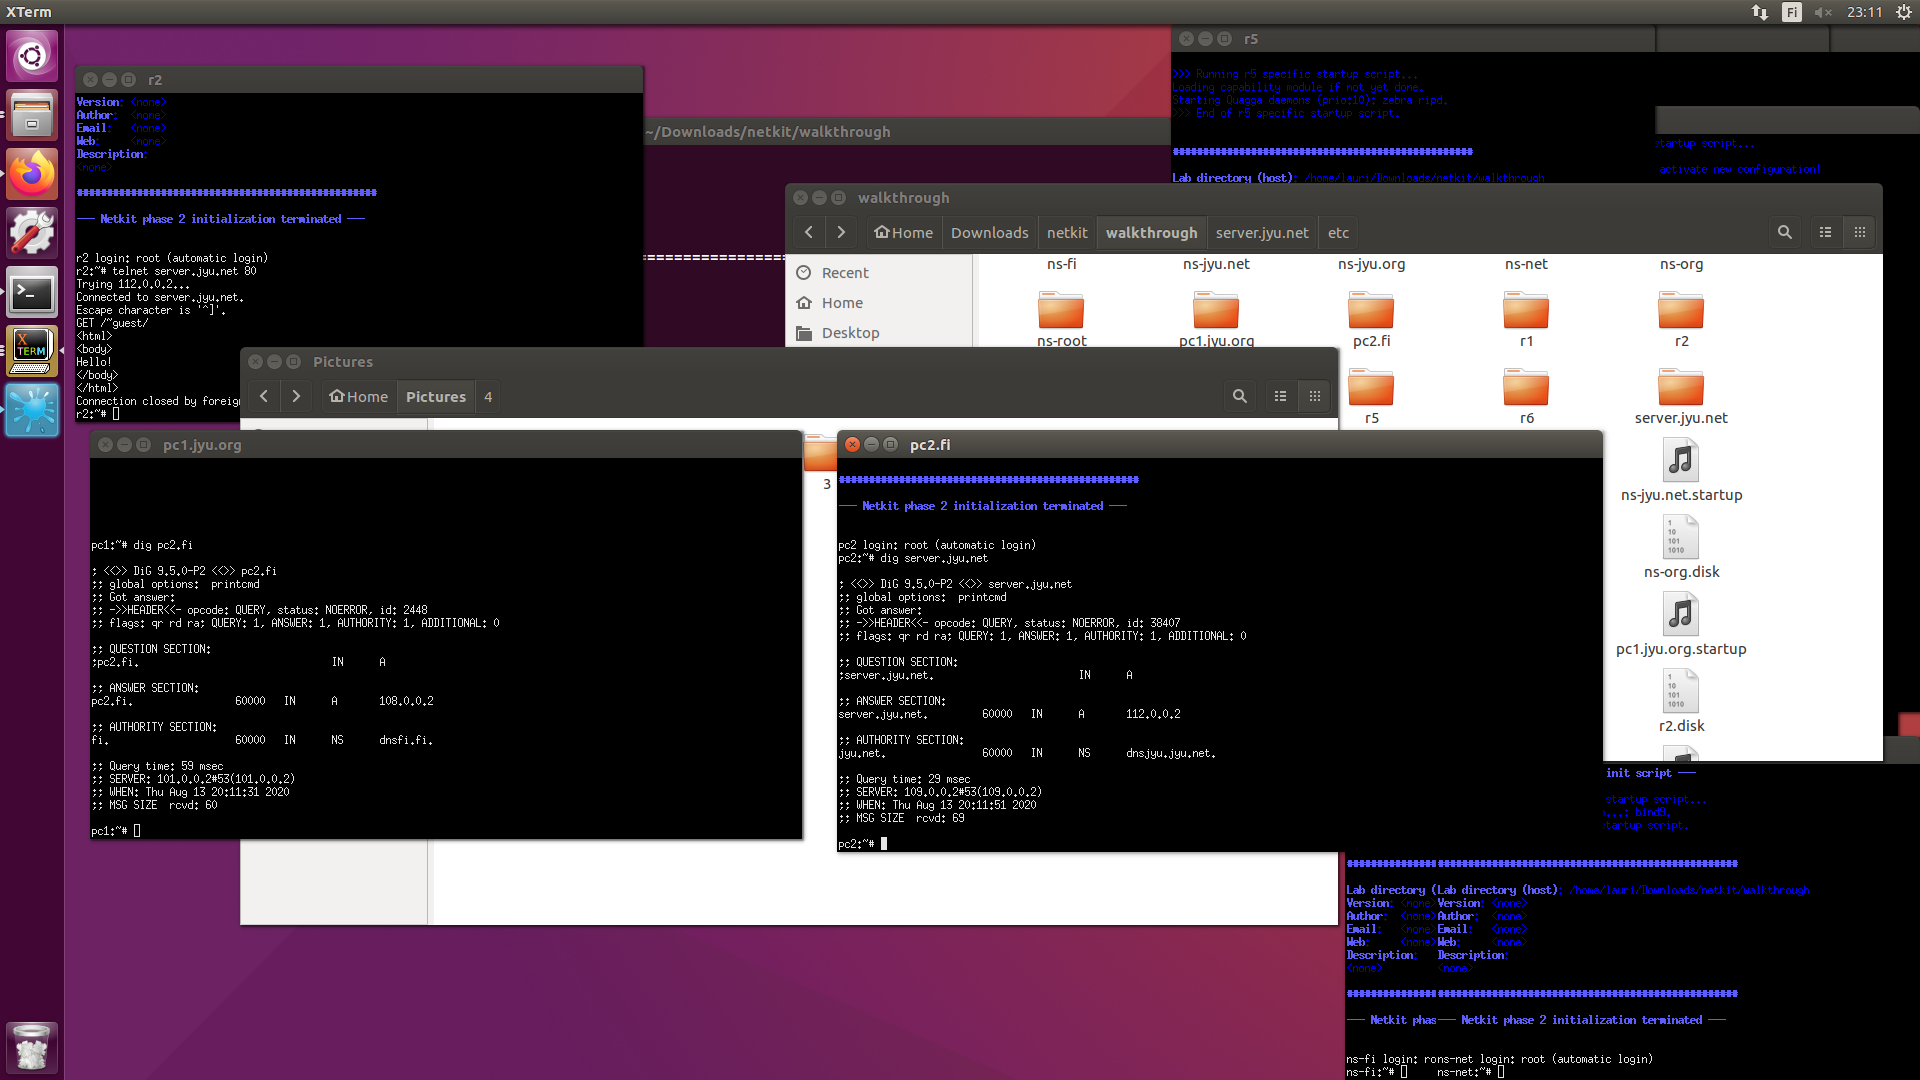 XTerm
Fi
23:11
r2
Version: <none>
Author: <none>
Email: <none>
Web: <none>
Description:
<none>
--- Netkit phase 2 initialization terminated ---
r2 login: root (automatic login)
r2:~# telnet server.jyu.net 80
Trying 112.0.0.2...
Connected to server.jyu.net.
Escape character is '^]'.
GET /~guest/
<html>
<body>
Hello!
</body>
</html>
Connection closed by foreig
r2:~#
~/Downloads/netkit/walkthrough
r5
>>> Running r5 specific startup script...
Loading capability module if not yet done.
Starting Quagga daemons (prio:10): zebra ripd.
>>> End of r5 specific startup script.
Lab directory (host): /home/lauri/Downloads/netkit/walkthrough
startup script...
activate new configuration!
walkthrough
Home
Downloads
netkit
walkthrough
server.jyu.net
etc
Recent
Home
Desktop
ns-fi
ns-jyu.net
ns-jyu.org
ns-net
ns-org
ns-root
pc1.jyu.org
pc2.fi
r1
r2
r5
r6
server.jyu.net
ns-jyu.net.startup
ns-org.disk
pc1.jyu.org.startup
r2.disk
Pictures
Home
Pictures
4
3
pc1.jyu.org
pc1:~# dig pc2.fi
; <<>> DiG 9.5.0-P2 <<>> pc2.fi
;; global options:  printcmd
;; Got answer:
;; ->>HEADER<<- opcode: QUERY, status: NOERROR, id: 2448
;; flags: qr rd ra; QUERY: 1, ANSWER: 1, AUTHORITY: 1, ADDITIONAL: 0
;; QUESTION SECTION:
;pc2.fi. IN A
;; ANSWER SECTION:
pc2.fi. 60000 IN A 108.0.0.2
;; AUTHORITY SECTION:
fi. 60000 IN NS dnsfi.fi.
;; Query time: 59 msec
;; SERVER: 101.0.0.2#53(101.0.0.2)
;; WHEN: Thu Aug 13 20:11:31 2020
;; MSG SIZE  rcvd: 60
pc1:~#
pc2.fi
--- Netkit phase 2 initialization terminated ---
pc2 login: root (automatic login)
pc2:~# dig server.jyu.net
; <<>> DiG 9.5.0-P2 <<>> server.jyu.net
;; global options:  printcmd
;; Got answer:
;; ->>HEADER<<- opcode: QUERY, status: NOERROR, id: 38407
;; flags: qr rd ra; QUERY: 1, ANSWER: 1, AUTHORITY: 1, ADDITIONAL: 0
;; QUESTION SECTION:
;server.jyu.net. IN A
;; ANSWER SECTION:
server.jyu.net. 60000 IN A 112.0.0.2
;; AUTHORITY SECTION:
jyu.net. 60000 IN NS dnsjyu.jyu.net.
;; Query time: 29 msec
;; SERVER: 109.0.0.2#53(109.0.0.2)
;; WHEN: Thu Aug 13 20:11:51 2020
;; MSG SIZE  rcvd: 69
pc2:~#
init script ---
startup script...
...: bind9.
startup script.
Lab directory (Lab directory (host): /home/lauri/Downloads/netkit/walkthrough
Version: <none Version: <none>
Author: <none Author: <none>
Email: <none Email: <none>
Web: <none> Web: <none>
Description: Description:
<none> <none>
--- Netkit phas--- Netkit phase 2 initialization terminated ---
ns-fi login: rons-net login: root (automatic login)
ns-fi:~# ns-net:~#